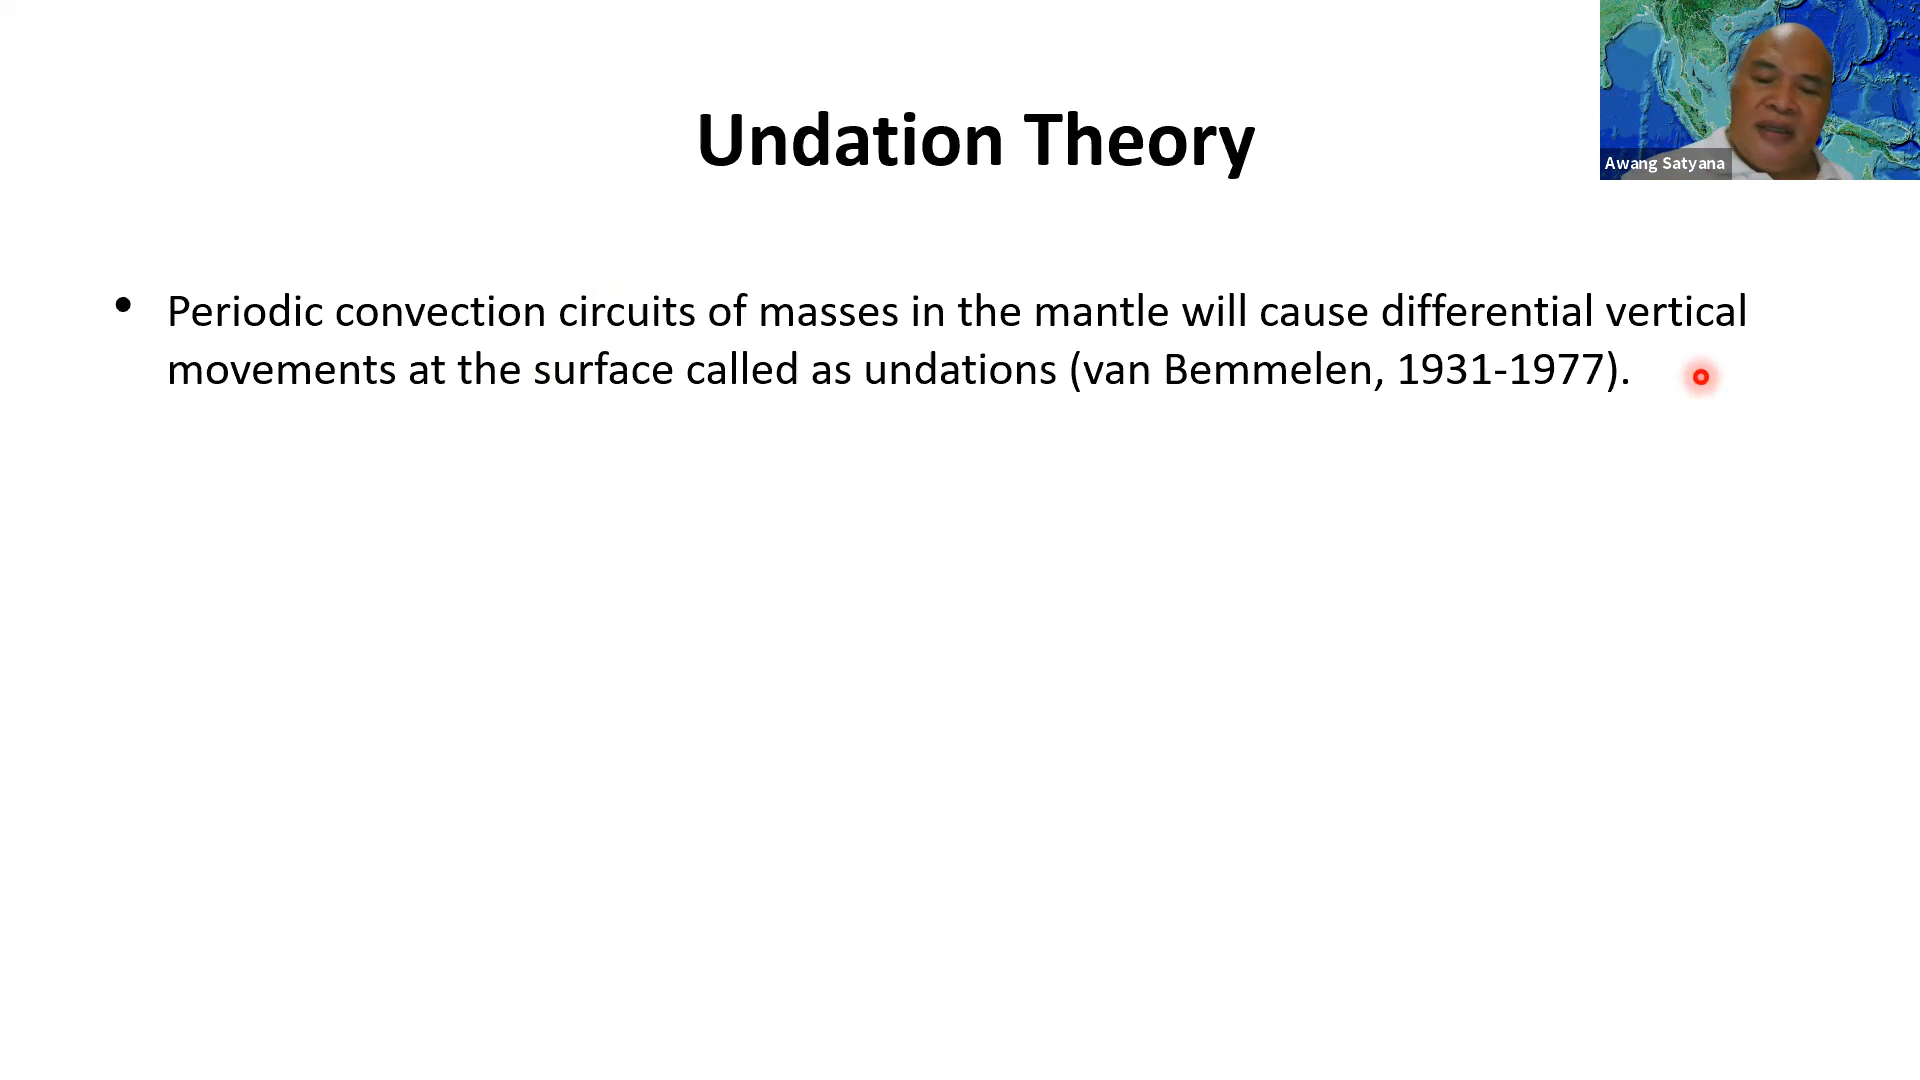 Undation Theory
Awang Satyana
• Periodic convection circuits of masses in the mantle will cause differential vertical
movements at the surface called as undations (van Bemmelen, 1931-1977).